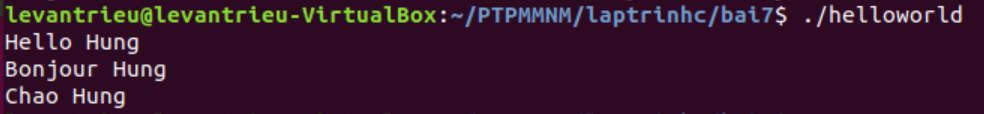 levantrieu@levantrieu-VirtualBox:~/PTPMMNM/laptrinhc/bai7$ ./helloworld
Hello Hung
Bonjour Hung
Chao Hung